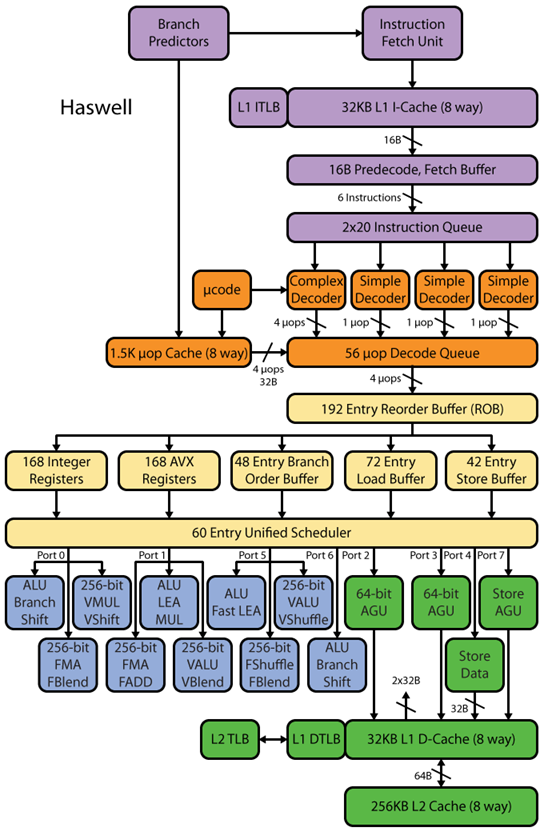 Branch
Predictors
Instruction
Fetch Unit
Haswell
L1 ITLB
32KB L1 I-Cache (8 way)
16B
16B Predecode, Fetch Buffer
6 Instructions
2x20 Instruction Queue
µcode
Complex
Decoder
Simple
Decoder
Simple
Decoder
Simple
Decoder
4 µops
1 µop
1 µop
1 µop
1.5K µop Cache (8 way)
4 µops
32B
56 µop Decode Queue
4 µops
192 Entry Reorder Buffer (ROB)
168 Integer
Registers
168 AVX
Registers
48 Entry Branch
Order Buffer
72 Entry
Load Buffer
42 Entry
Store Buffer
60 Entry Unified Scheduler
Port 0
Port 1
Port 5
Port 6
Port 2
Port 3
Port 4
Port 7
ALU
Branch
Shift
256-bit
VMUL
VShift
ALU
LEA
MUL
ALU
Fast LEA
256-bit
VALU
VShuffle
64-bit
AGU
64-bit
AGU
Store
AGU
256-bit
FMA
FBlend
256-bit
FMA
FADD
256-bit
VALU
VBlend
256-bit
FShuffle
FBlend
ALU
Branch
Shift
Store
Data
2x32B
32B
L2 TLB
L1 DTLB
32KB L1 D-Cache (8 way)
64B
256KB L2 Cache (8 way)